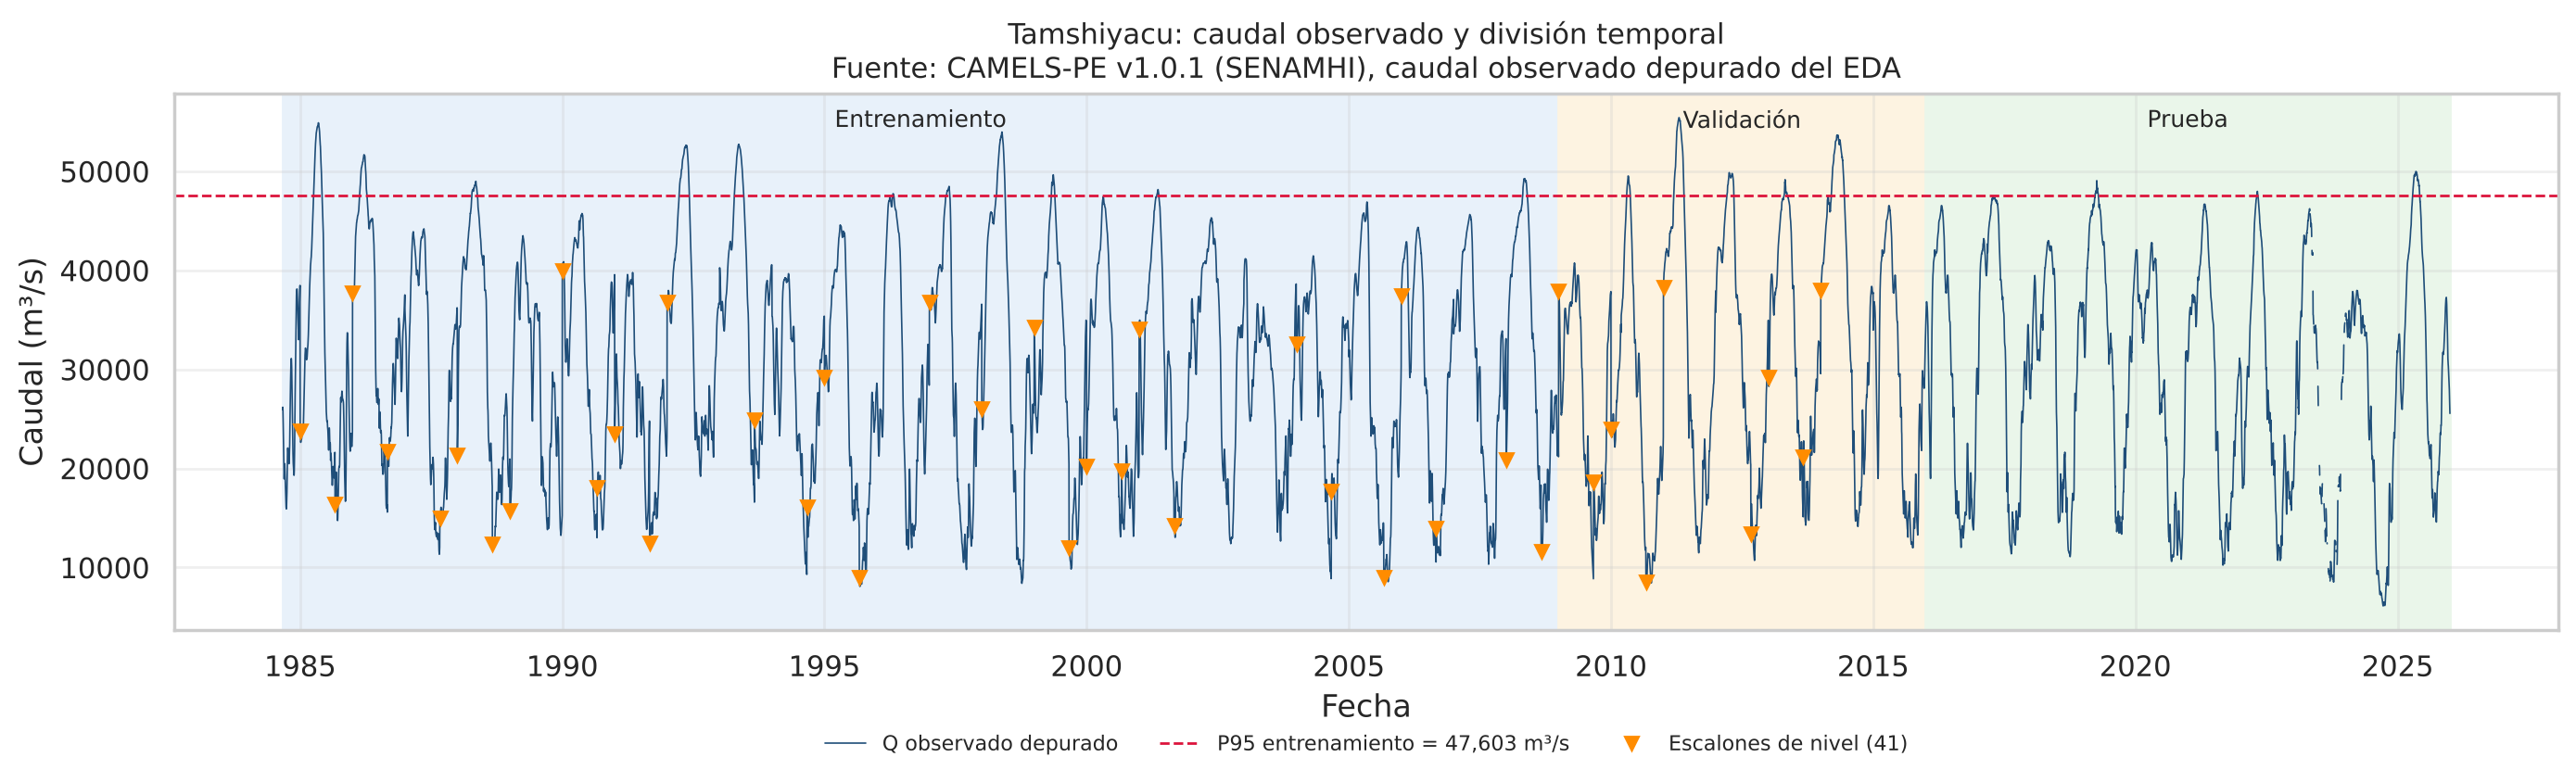 Tamshiyacu: caudal observado y división temporal
Fuente: CAMELS-PE v1.0.1 (SENAMHI), caudal observado depurado del EDA
Entrenamiento
Validación
Prueba
Caudal (m³/s)
50000
40000
30000
20000
10000
1985 1990 1995 2000 2005 2010 2015 2020 2025
Fecha
Q observado depurado
P95 entrenamiento = 47,603 m³/s
Escalones de nivel (41)